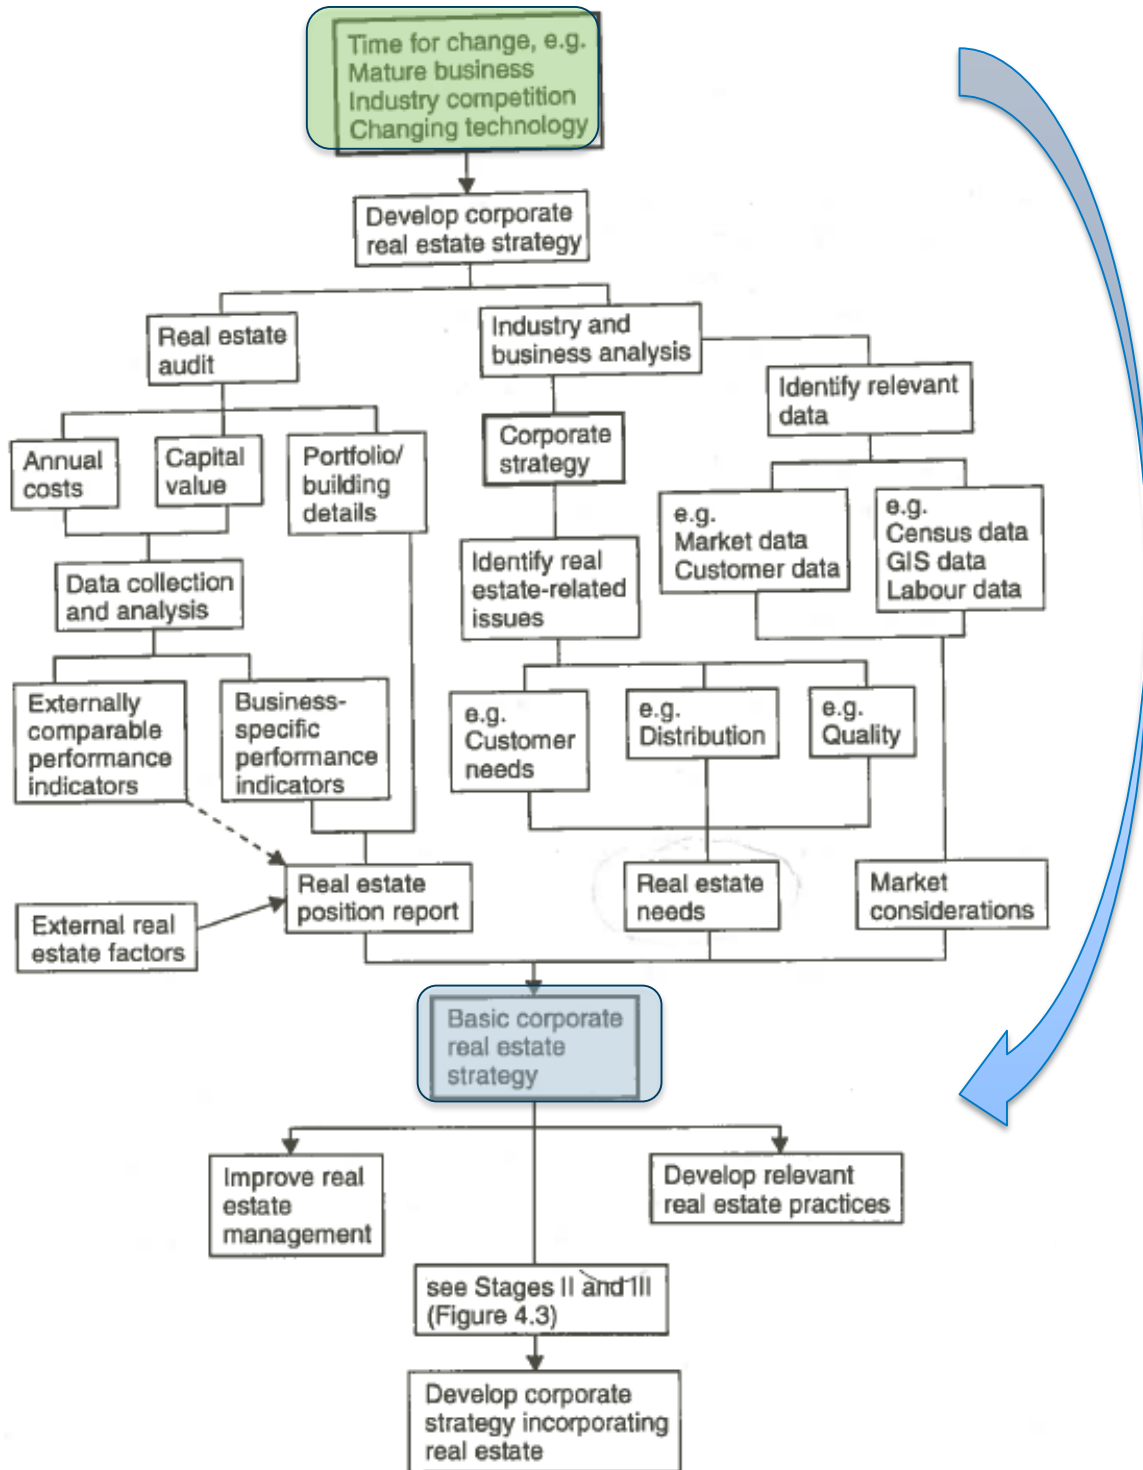 Time for change, e.g.
Mature business
Industry competition
Changing technology
Develop corporate
real estate strategy
Real estate
audit
Industry and
business analysis
Identify relevant
data
Annual
costs
Capital
value
Portfolio/
building
details
Corporate
strategy
e.g.
Market data
Customer data
e.g.
Census data
GIS data
Labour data
Data collection
and analysis
Identify real
estate-related
issues
Externally
comparable
performance
indicators
Business-
specific
performance
indicators
e.g.
Customer
needs
e.g.
Distribution
e.g.
Quality
External real
estate factors
Real estate
position report
Real estate
needs
Market
considerations
Basic corporate
real estate
strategy
Improve real
estate
management
Develop relevant
real estate practices
see Stages II and III
(Figure 4.3)
Develop corporate
strategy incorporating
real estate